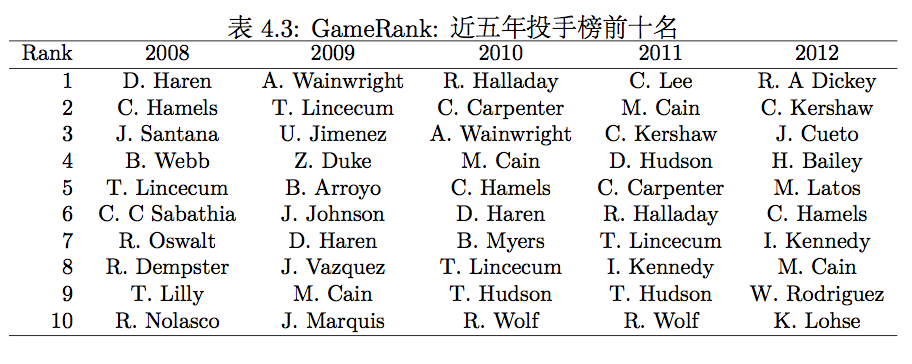 表 4.3: GameRank: 近五年投手榜前十名
Rank 2008 2009 2010 2011 2012
1 D. Haren A. Wainwright R. Halladay C. Lee R. A Dickey
2 C. Hamels T. Lincecum C. Carpenter M. Cain C. Kershaw
3 J. Santana U. Jimenez A. Wainwright C. Kershaw J. Cueto
4 B. Webb Z. Duke M. Cain D. Hudson H. Bailey
5 T. Lincecum B. Arroyo C. Hamels C. Carpenter M. Latos
6 C. C Sabathia J. Johnson D. Haren R. Halladay C. Hamels
7 R. Oswalt D. Haren B. Myers T. Lincecum I. Kennedy
8 R. Dempster J. Vazquez T. Lincecum I. Kennedy M. Cain
9 T. Lilly M. Cain T. Hudson T. Hudson W. Rodriguez
10 R. Nolasco J. Marquis R. Wolf R. Wolf K. Lohse